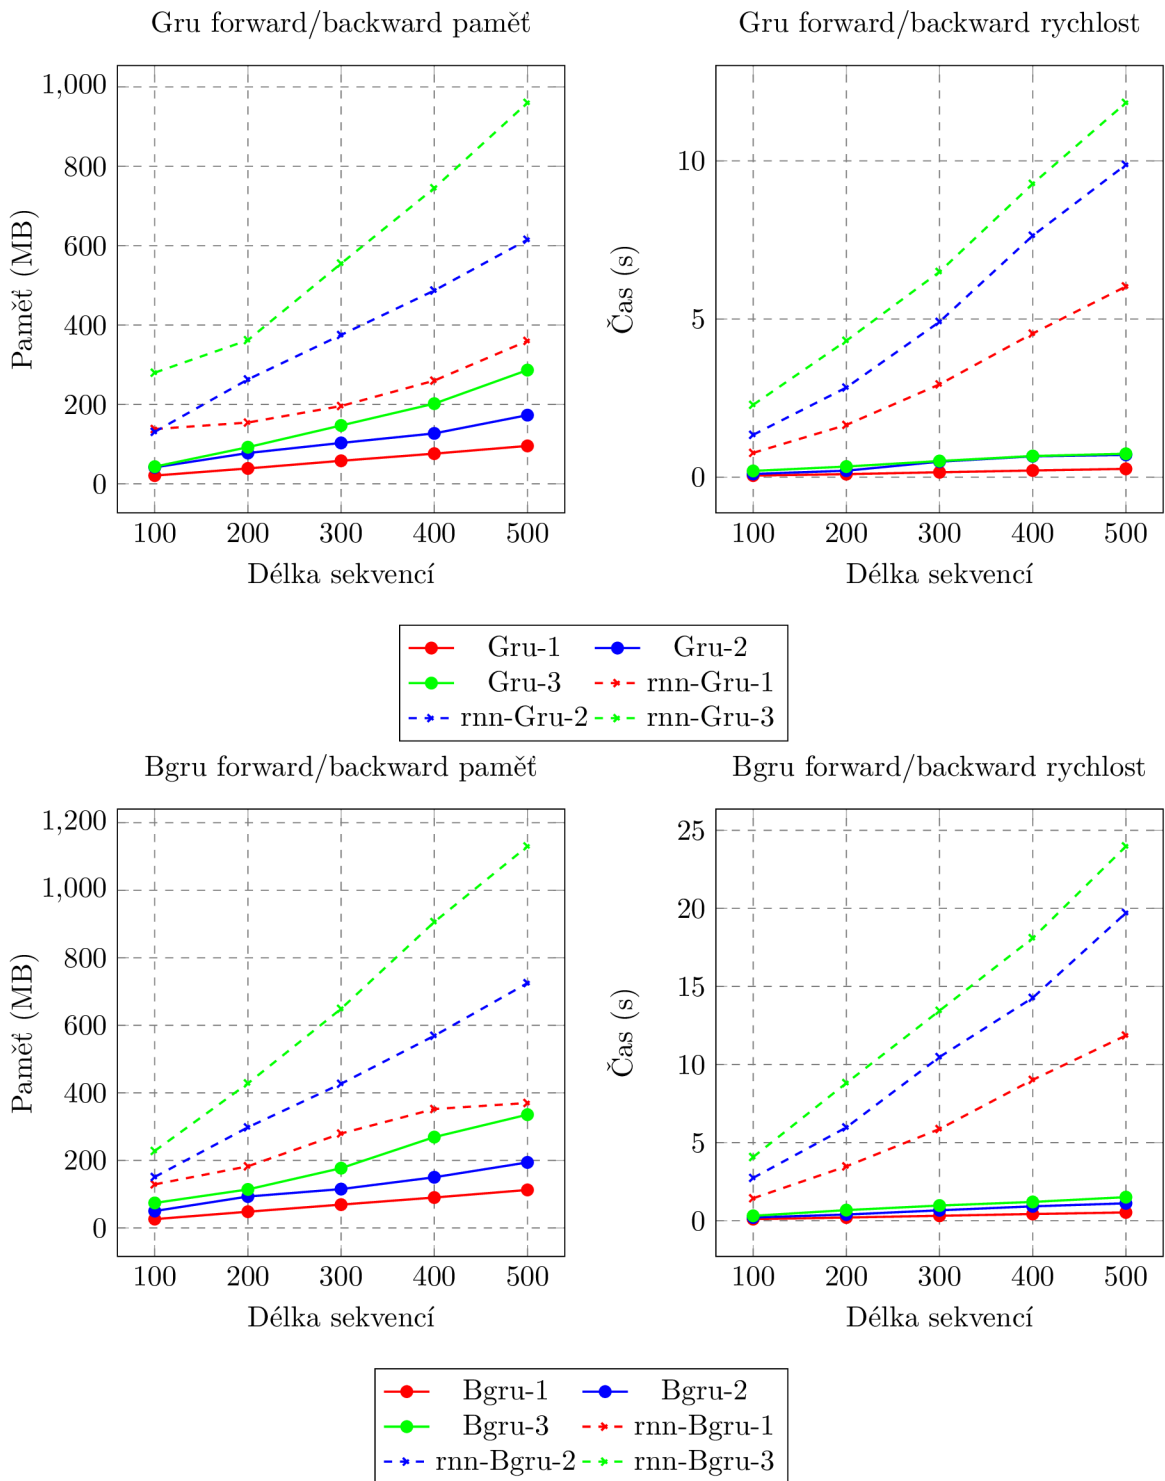 Gru forward/backward paměť
Gru forward/backward rychlost
1,000
800
600
400
200
0
Paměť (MB)
100 200 300 400 500
Délka sekvencí
10
5
0
Čas (s)
100 200 300 400 500
Délka sekvencí
Gru-1 Gru-2
Gru-3 rnn-Gru-1
rnn-Gru-2 rnn-Gru-3
Bgru forward/backward paměť
Bgru forward/backward rychlost
1,200
1,000
800
600
400
200
0
Paměť (MB)
100 200 300 400 500
Délka sekvencí
25
20
15
10
5
0
Čas (s)
100 200 300 400 500
Délka sekvencí
Bgru-1 Bgru-2
Bgru-3 rnn-Bgru-1
rnn-Bgru-2 rnn-Bgru-3